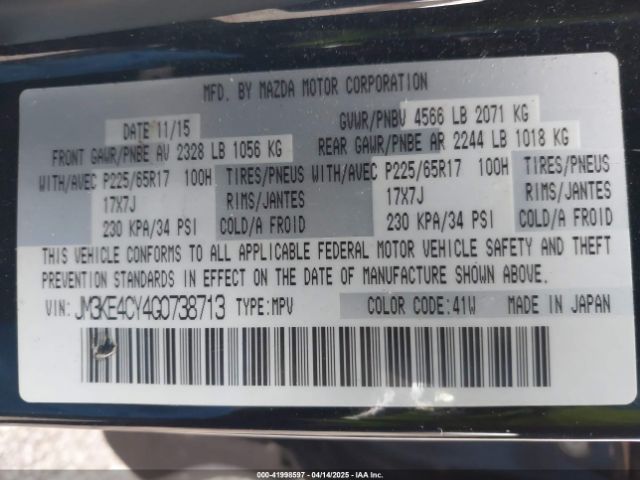 MFD. BY MAZDA MOTOR CORPORATION
DATE 11/15 GVWR/PNBV 4566 LB 2071 KG
FRONT GAWR/PNBE AV 2328 LB 1056 KG REAR GAWR/PNBE AR 2244 LB 1018 KG
WITH/AVEC P225/65R17 100H TIRES/PNEUS WITH/AVEC P225/65R17 100H TIRES/PNEUS
17X7J RIMS/JANTES 17X7J RIMS/JANTES
230 KPA/34 PSI COLD/A FROID 230 KPA/34 PSI COLD/A FROID
THIS VEHICLE CONFORMS TO ALL APPLICABLE FEDERAL MOTOR VEHICLE SAFETY AND THEFT
PREVENTION STANDARDS IN EFFECT ON THE DATE OF MANUFACTURE SHOWN ABOVE.
VIN: JM3KE4CY4G0738713 TYPE:MPV COLOR CODE:41W MADE IN JAPAN
000-41998597 - 04/14/2025 - IAAI.COM